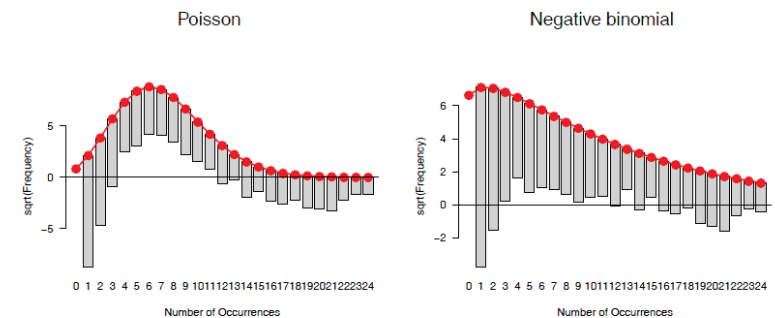 Poisson
sqrt(Frequency)
5
0
−5
0 1 2 3 4 5 6 7 8 9 101112131415161718192021222324
Number of Occurrences
Negative binomial
sqrt(Frequency)
6
4
2
0
−2
0 1 2 3 4 5 6 7 8 9 101112131415161718192021222324
Number of Occurrences